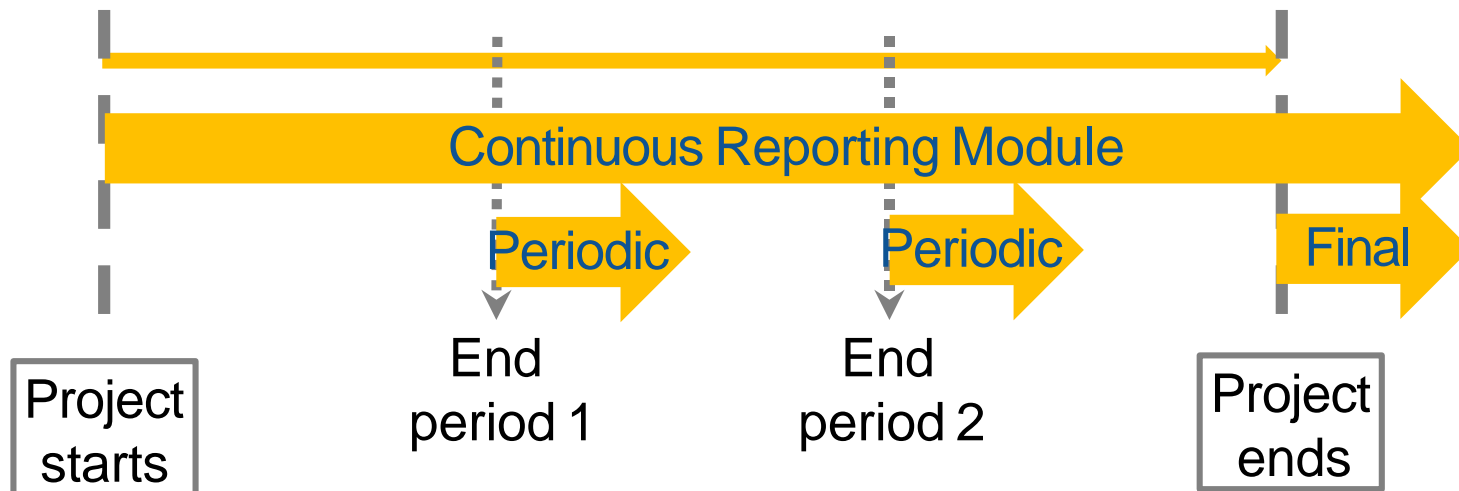 Continuous Reporting Module
Periodic
Periodic
Final
End
period 1
End
period 2
Project
starts
Project
ends